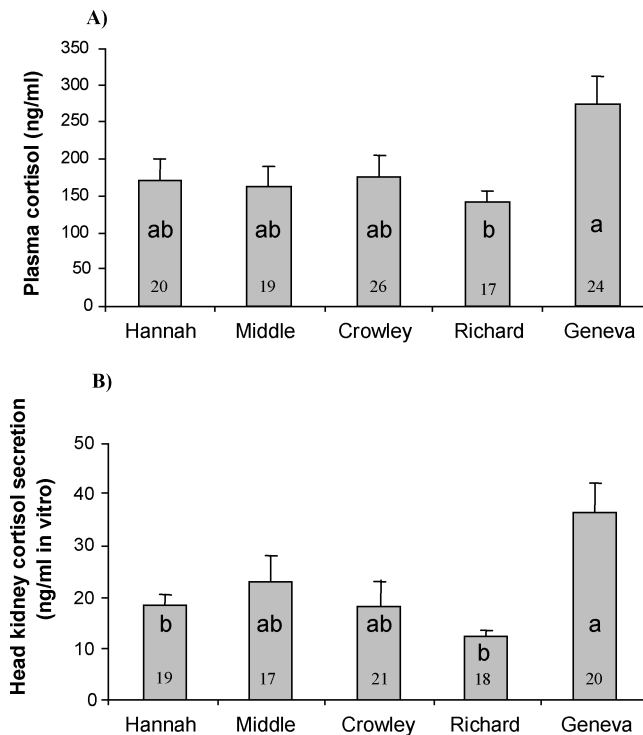 A)
Plasma cortisol (ng/ml)
350
300
250
200
150
100
50
0
ab ab ab b a
20 19 26 17 24
Hannah Middle Crowley Richard Geneva
B)
Head kidney cortisol secretion
(ng/ml in vitro)
50
40
30
20
10
0
b ab ab b a
19 17 21 18 20
Hannah Middle Crowley Richard Geneva